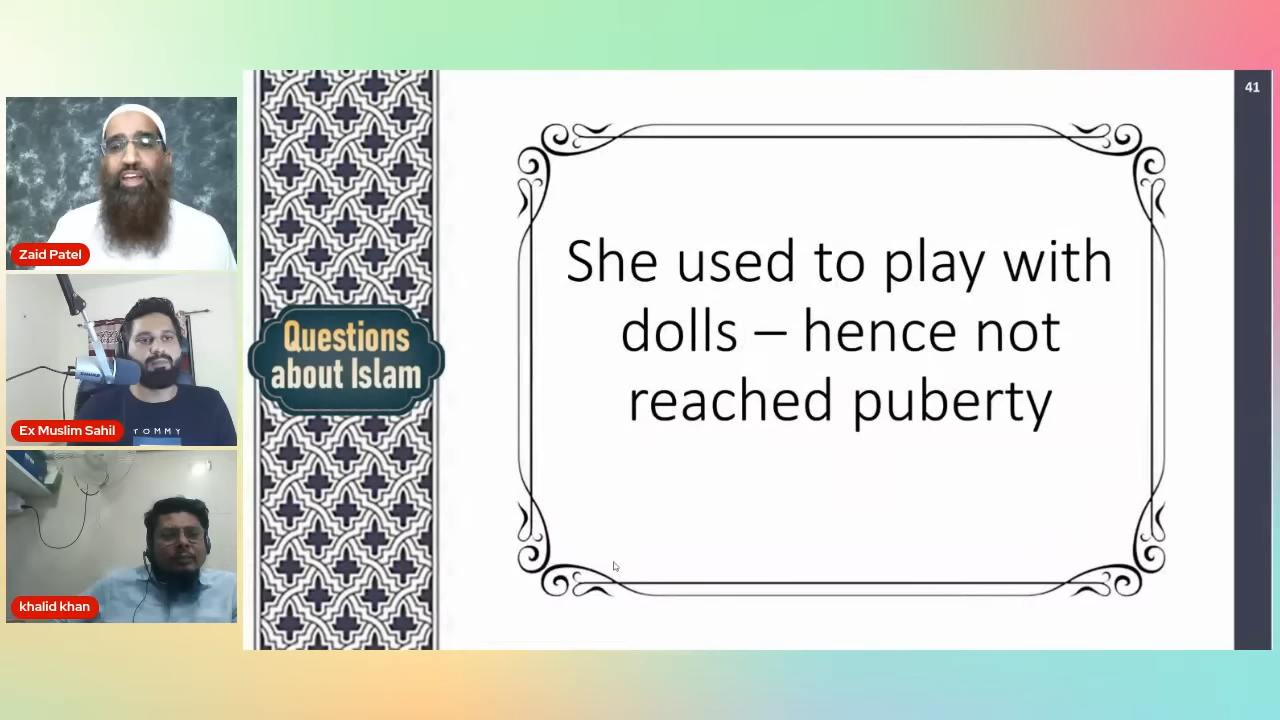 41
Zaid Patel
Ex Muslim Sahil
TOMMY
khalid khan
Questions
about Islam
She used to play with
dolls – hence not
reached puberty